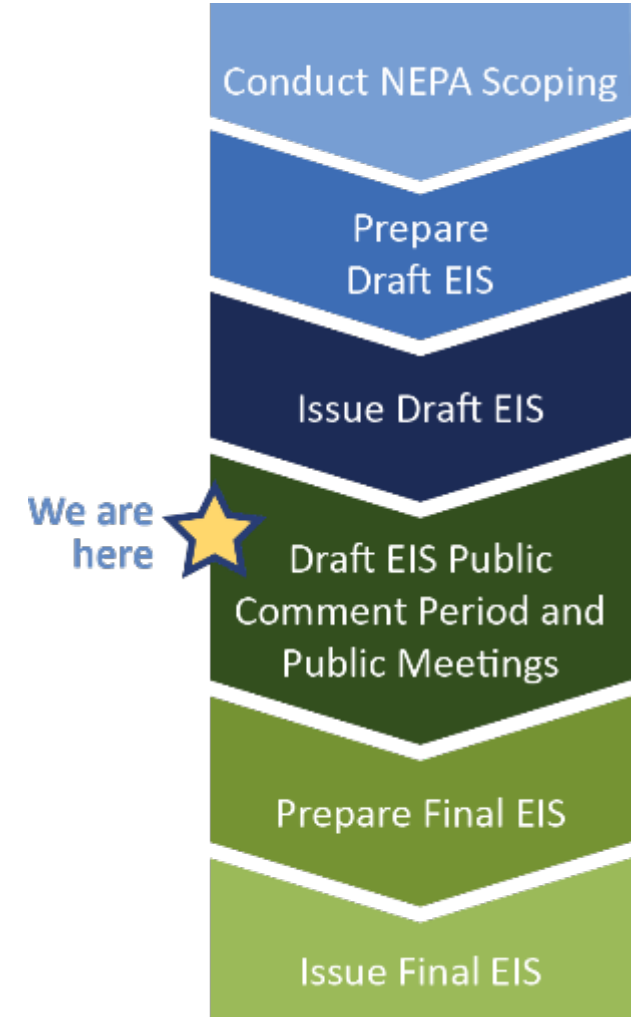 Conduct NEPA Scoping
Prepare
Draft EIS
Issue Draft EIS
We are
here
Draft EIS Public
Comment Period and
Public Meetings
Prepare Final EIS
Issue Final EIS